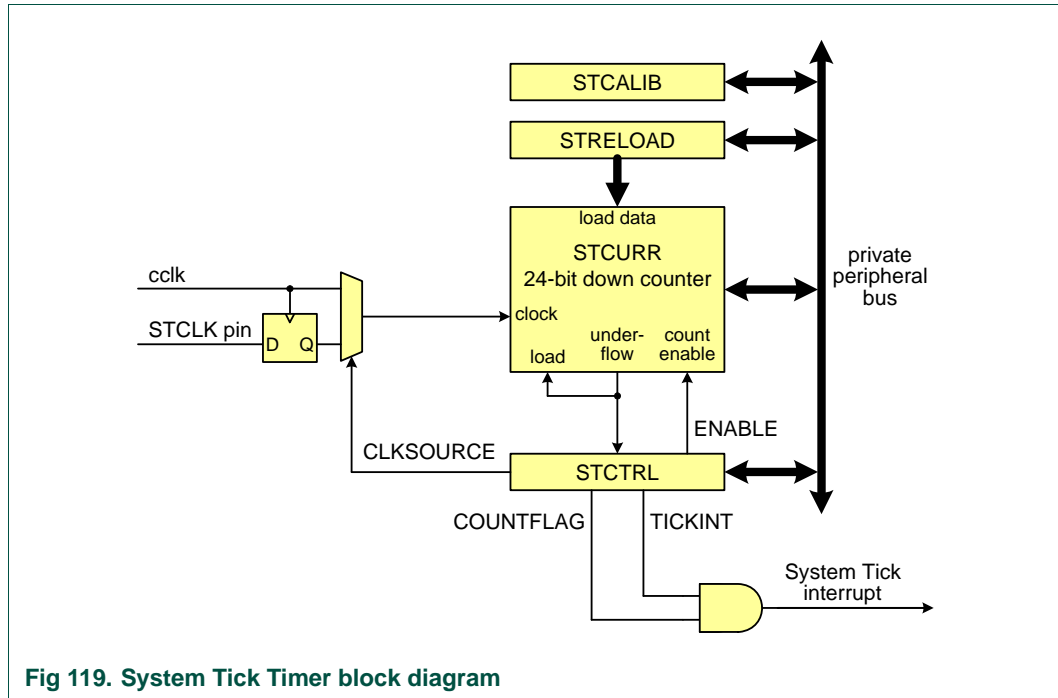 STCALIB
STRELOAD
load data
STCURR
24-bit down counter
private
peripheral
bus
cclk
clock
STCLK pin
D
Q
under-
flow
count
enable
load
ENABLE
CLKSOURCE
STCTRL
COUNTFLAG
TICKINT
System Tick
interrupt
Fig 119. System Tick Timer block diagram